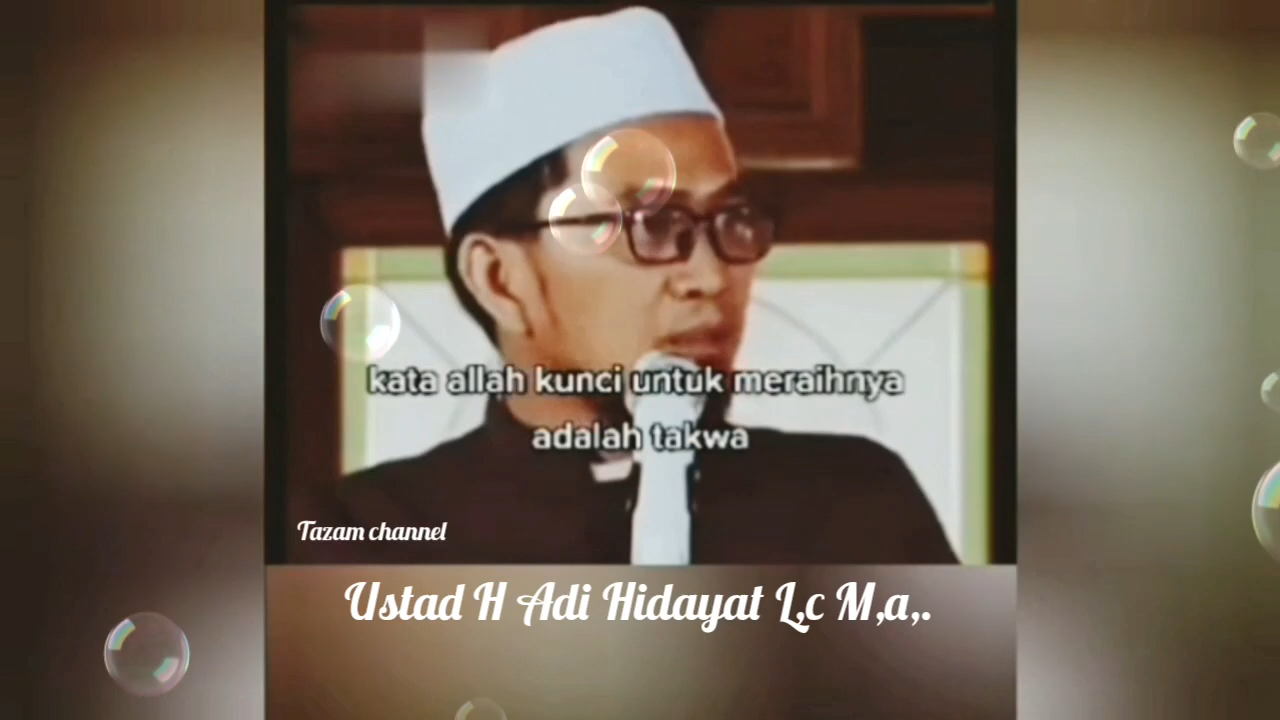 kata allah kunci untuk meraihnya
adalah takwa
Tazam channel
Ustad H Adi Hidayat L,c M,a,.